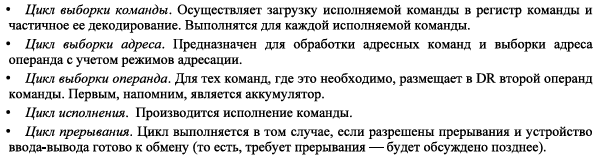 • Цикл выборки команды. Осуществляет загрузку исполняемой команды в регистр команды и
частичное ее декодирование. Выполнятся для каждой исполняемой команды.
• Цикл выборки адреса. Предназначен для обработки адресных команд и выборки адреса
операнда с учетом режимов адресации.
• Цикл выборки операнда. Для тех команд, где это необходимо, размещает в DR второй операнд
команды. Первым, напомним, является аккумулятор.
• Цикл исполнения. Производится исполнение команды.
• Цикл прерывания. Цикл выполняется в том случае, если разрешены прерывания и устройство
ввода-вывода готово к обмену (то есть, требует прерывания — будет обсуждено позднее).